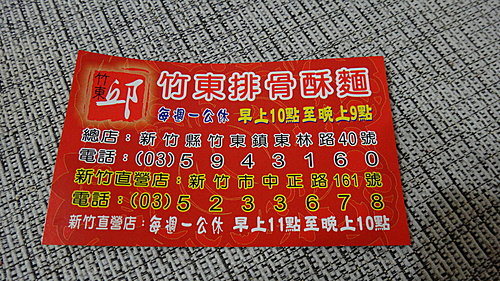 竹東
邱
竹東排骨酥麵
每週一公休 早上10點至晚上9點
總店：新竹縣竹東鎮東林路40號
電話：(03)5943160
新竹直營店：新竹市中正路161號
電話：(03)5233678
新竹直營店：每週一公休 早上11點至晚上10點